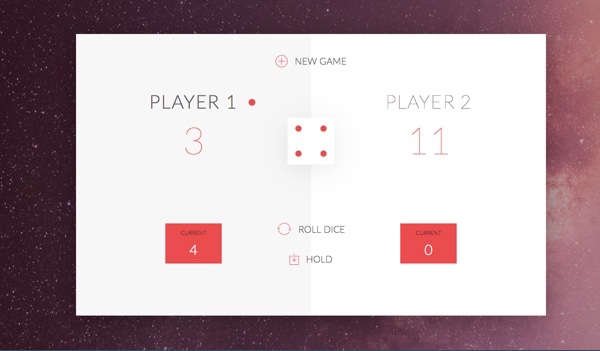 NEW GAME
PLAYER 1
PLAYER 2
3
11
CURRENT
4
ROLL DICE
HOLD
CURRENT
0